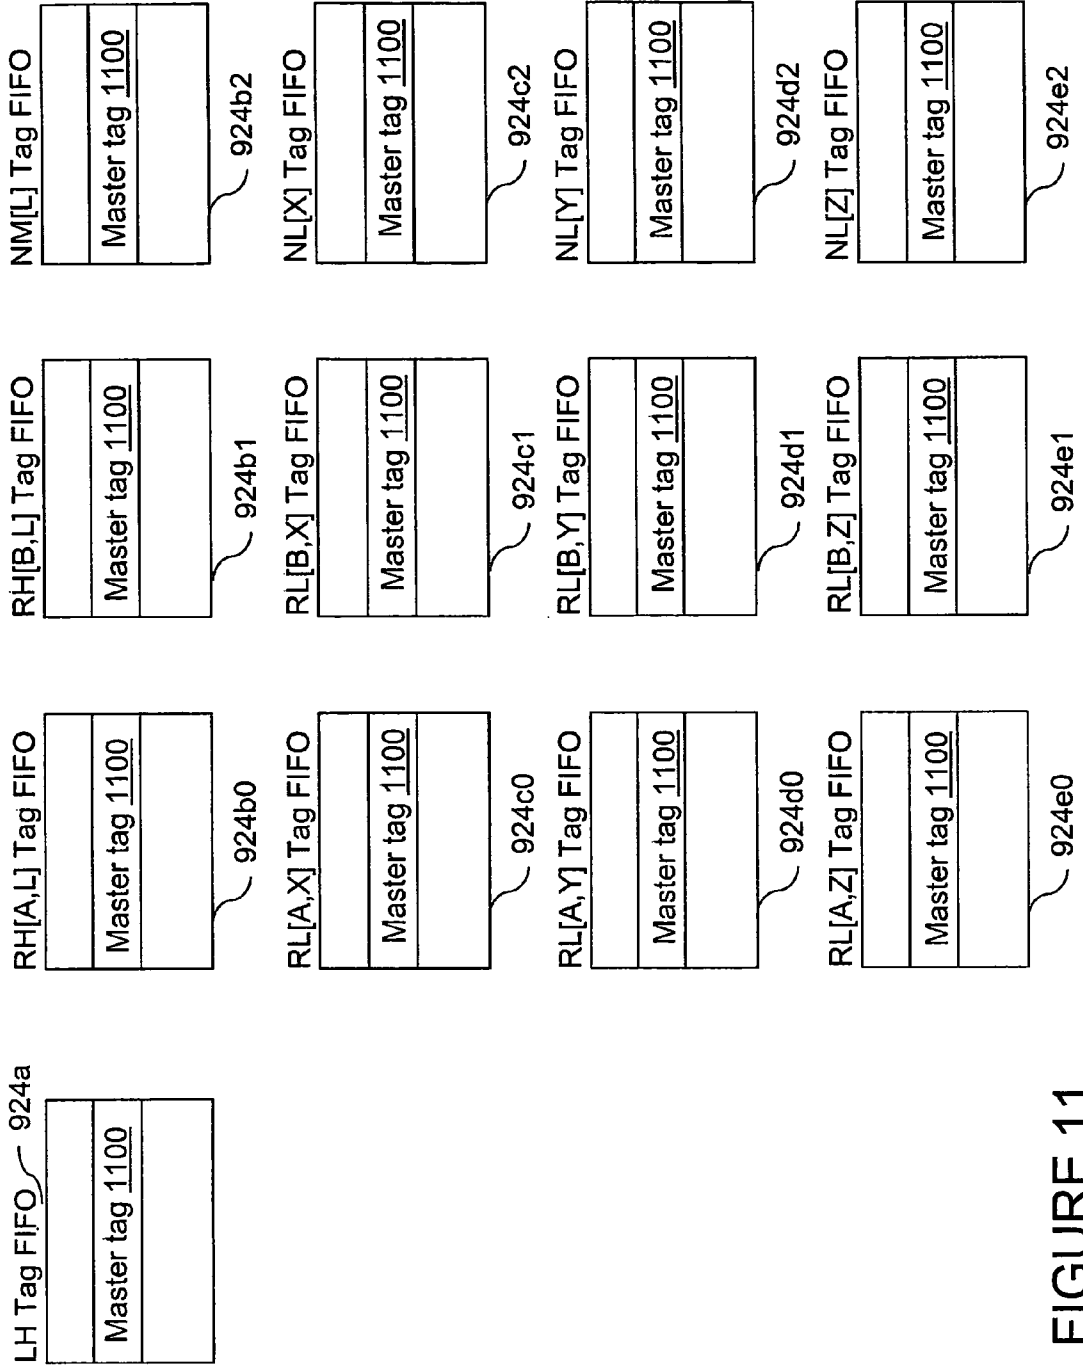 LH Tag FIFO 924a
Master tag 1100
RH[A,L] Tag FIFO
Master tag 1100
924b0
RH[B,L] Tag FIFO
Master tag 1100
924b1
NM[L] Tag FIFO
Master tag 1100
924b2
RL[A,X] Tag FIFO
Master tag 1100
924c0
RL[B,X] Tag FIFO
Master tag 1100
924c1
NL[X] Tag FIFO
Master tag 1100
924c2
RL[A,Y] Tag FIFO
Master tag 1100
924d0
RL[B,Y] Tag FIFO
Master tag 1100
924d1
NL[Y] Tag FIFO
Master tag 1100
924d2
RL[A,Z] Tag FIFO
Master tag 1100
924e0
RL[B,Z] Tag FIFO
Master tag 1100
924e1
NL[Z] Tag FIFO
Master tag 1100
924e2
FIGURE 11